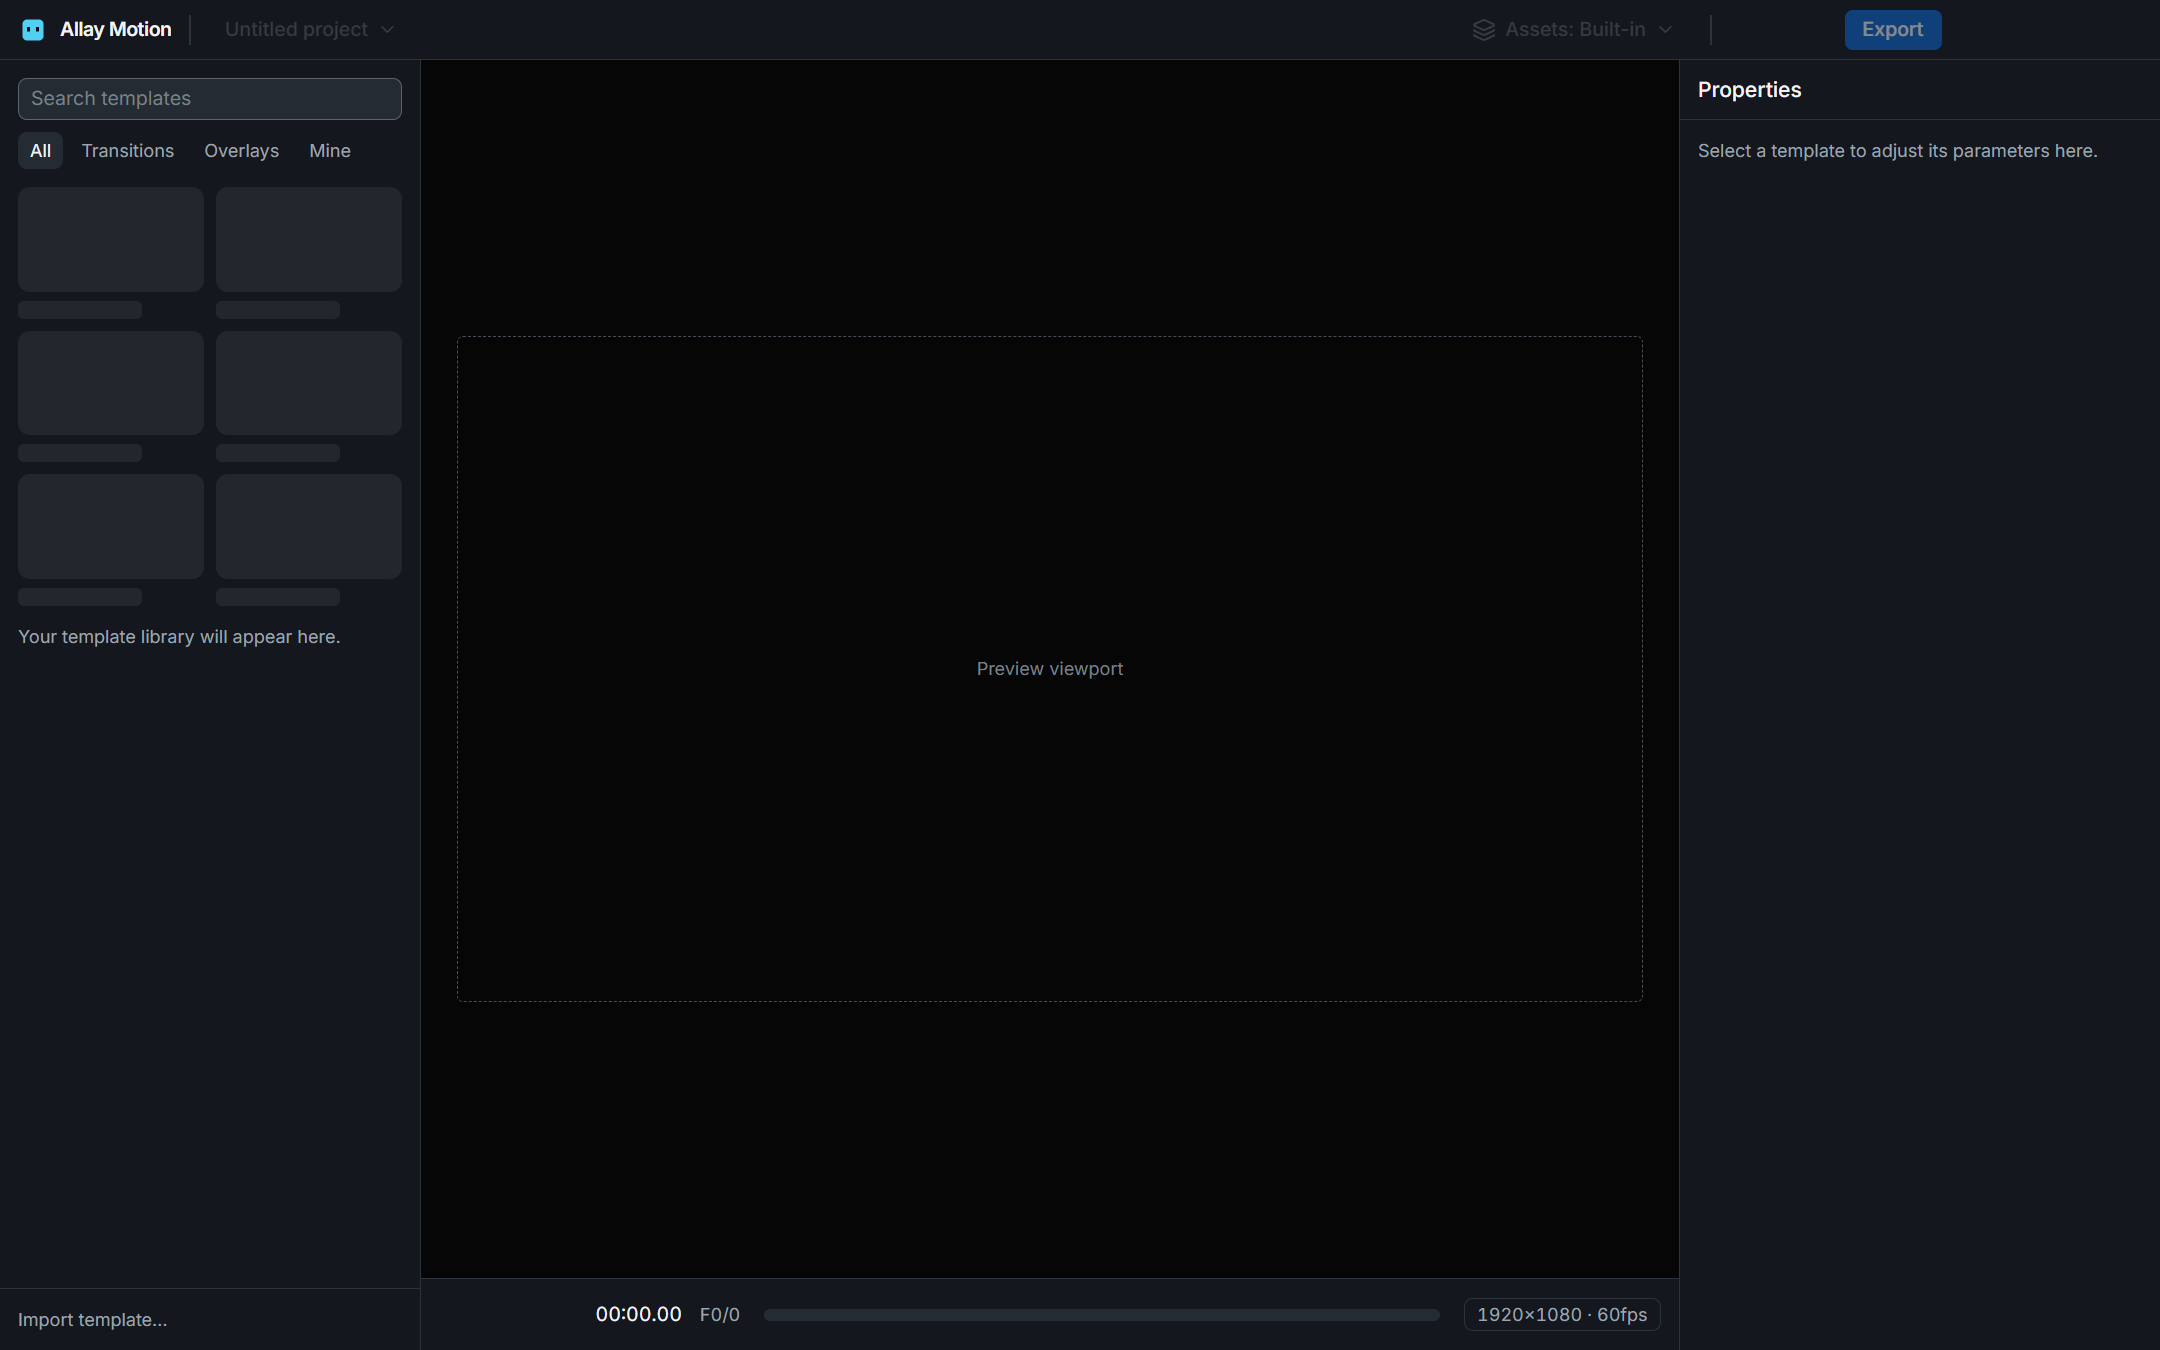 Allay Motion
Untitled project
Assets: Built-in
Export
Search templates
All
Transitions
Overlays
Mine
Your template library will appear here.
Import template...
Preview viewport
00:00.00
F0/0
1920×1080 · 60fps
Properties
Select a template to adjust its parameters here.